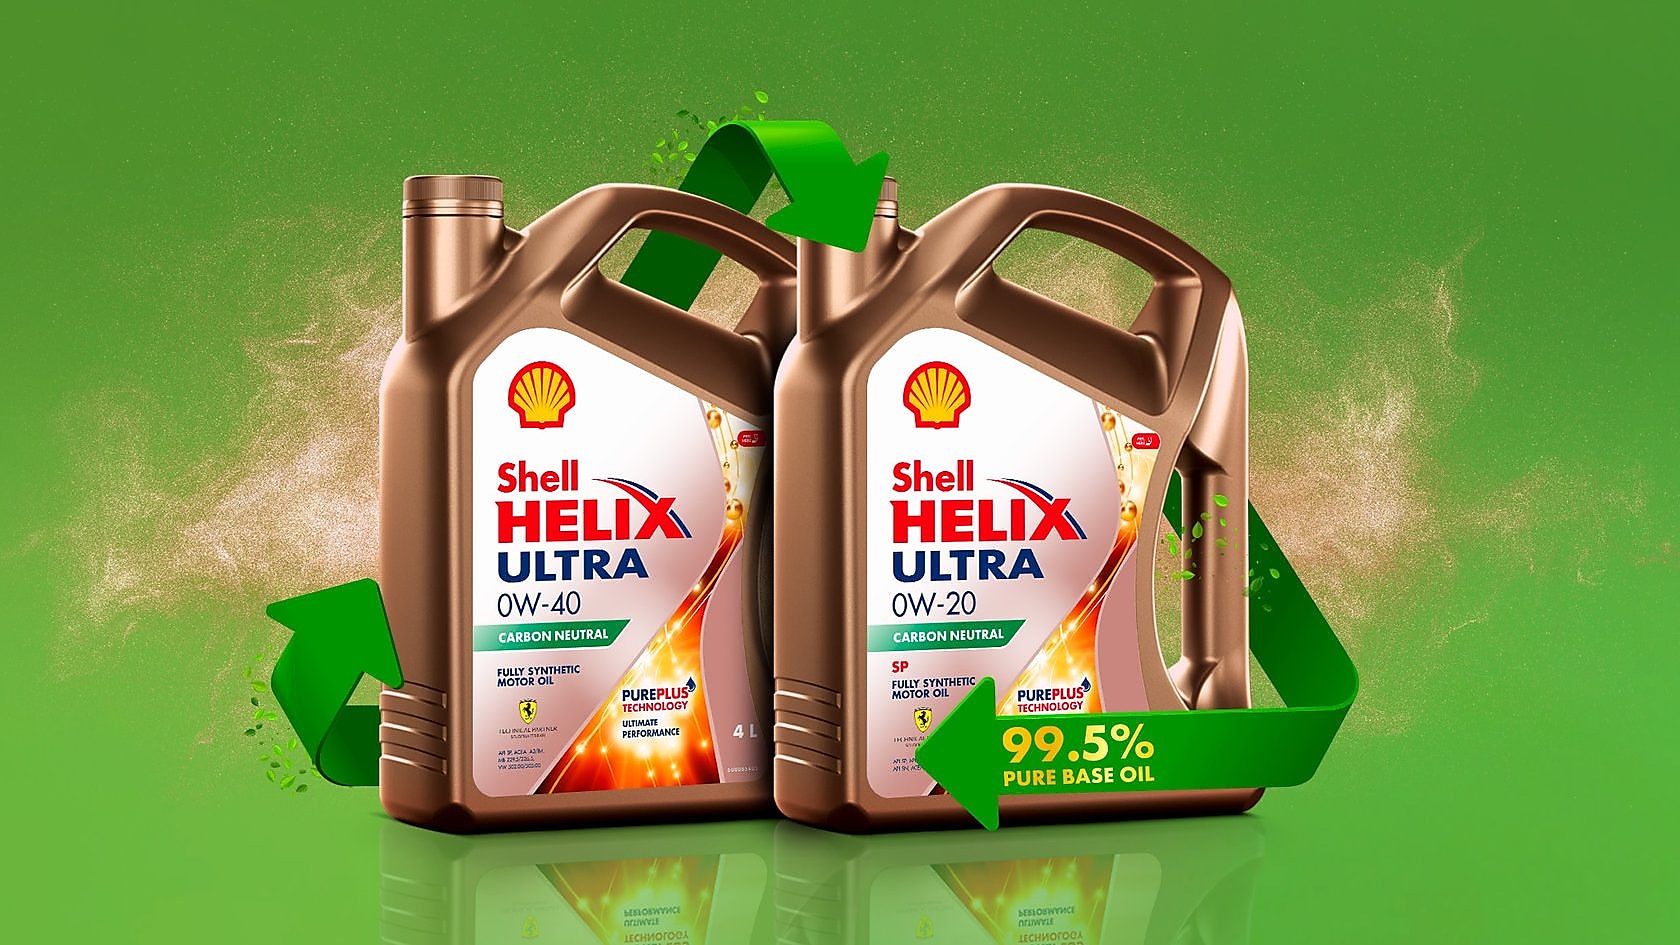 Shell
HELIX
ULTRA
0W-40
CARBON NEUTRAL
FULLY SYNTHETIC
MOTOR OIL
PUREPLUS
TECHNOLOGY
ULTIMATE
PERFORMANCE
4 L
Shell
HELIX
ULTRA
0W-20
CARBON NEUTRAL
SP
FULLY SYNTHETIC
MOTOR OIL
PUREPLUS
TECHNOLOGY
99.5%
PURE BASE OIL